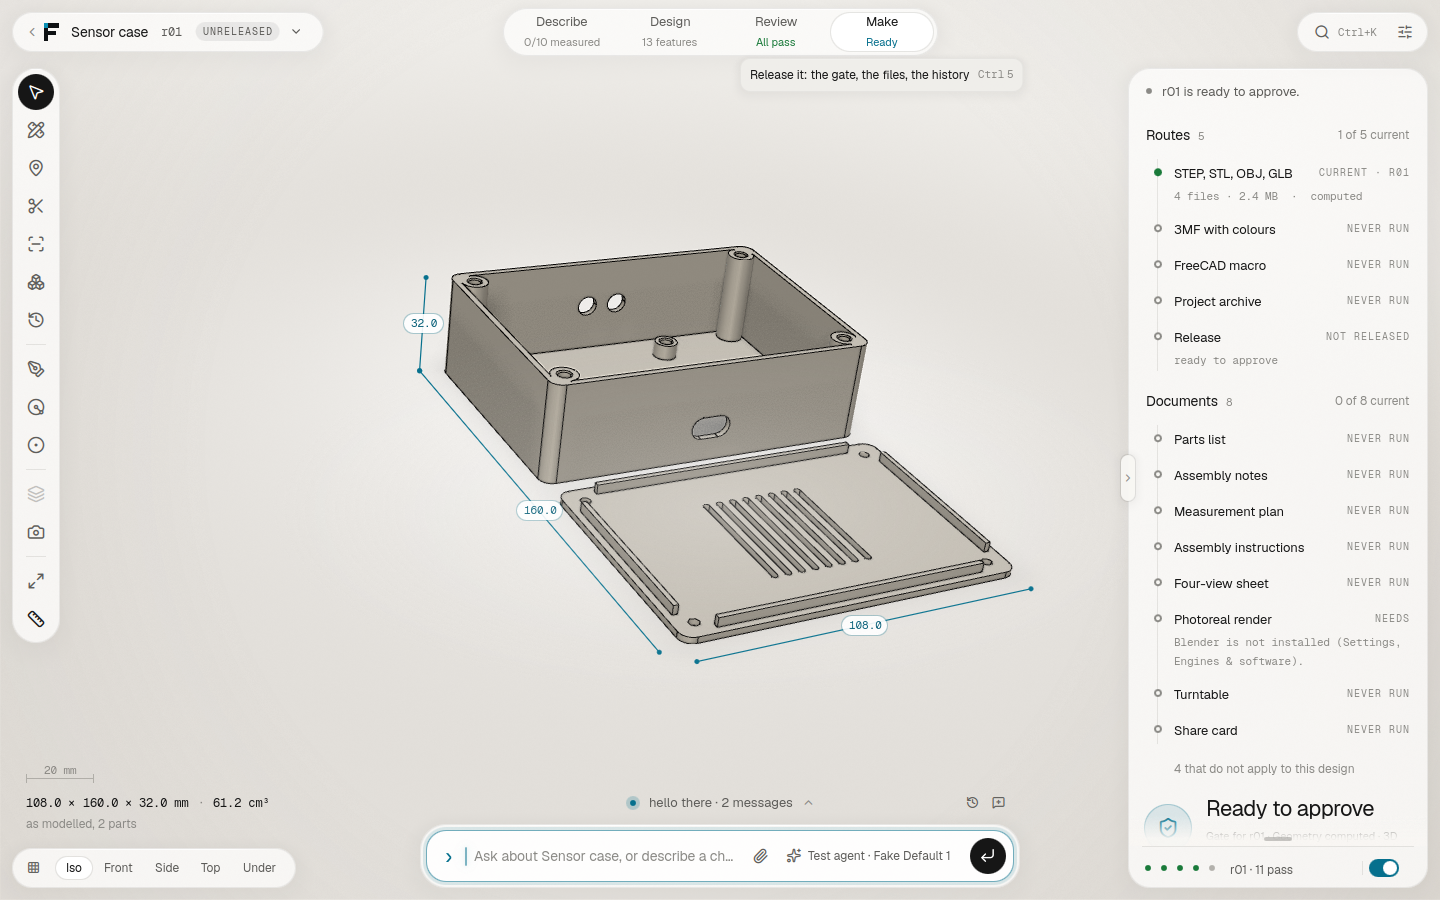 Sensor case r01 UNRELEASED
Describe
0/10 measured
Design
13 features
Review
All pass
Make
Ready
Ctrl+K
Release it: the gate, the files, the history Ctrl 5
r01 is ready to approve.
Routes 5 1 of 5 current
STEP, STL, OBJ, GLB CURRENT · R01
4 files · 2.4 MB · computed
3MF with colours NEVER RUN
FreeCAD macro NEVER RUN
Project archive NEVER RUN
Release NOT RELEASED
ready to approve
Documents 8 0 of 8 current
Parts list NEVER RUN
Assembly notes NEVER RUN
Measurement plan NEVER RUN
Assembly instructions NEVER RUN
Four-view sheet NEVER RUN
Photoreal render NEEDS
Blender is not installed (Settings,
Engines & software).
Turntable NEVER RUN
Share card NEVER RUN
4 that do not apply to this design
Ready to approve
Gate for r01. Geometry computed · 3D
r01 · 11 pass
32.0
160.0
108.0
20 mm
108.0 × 160.0 × 32.0 mm · 61.2 cm³
as modelled, 2 parts
Iso Front Side Top Under
hello there · 2 messages
Ask about Sensor case, or describe a ch… Test agent · Fake Default 1